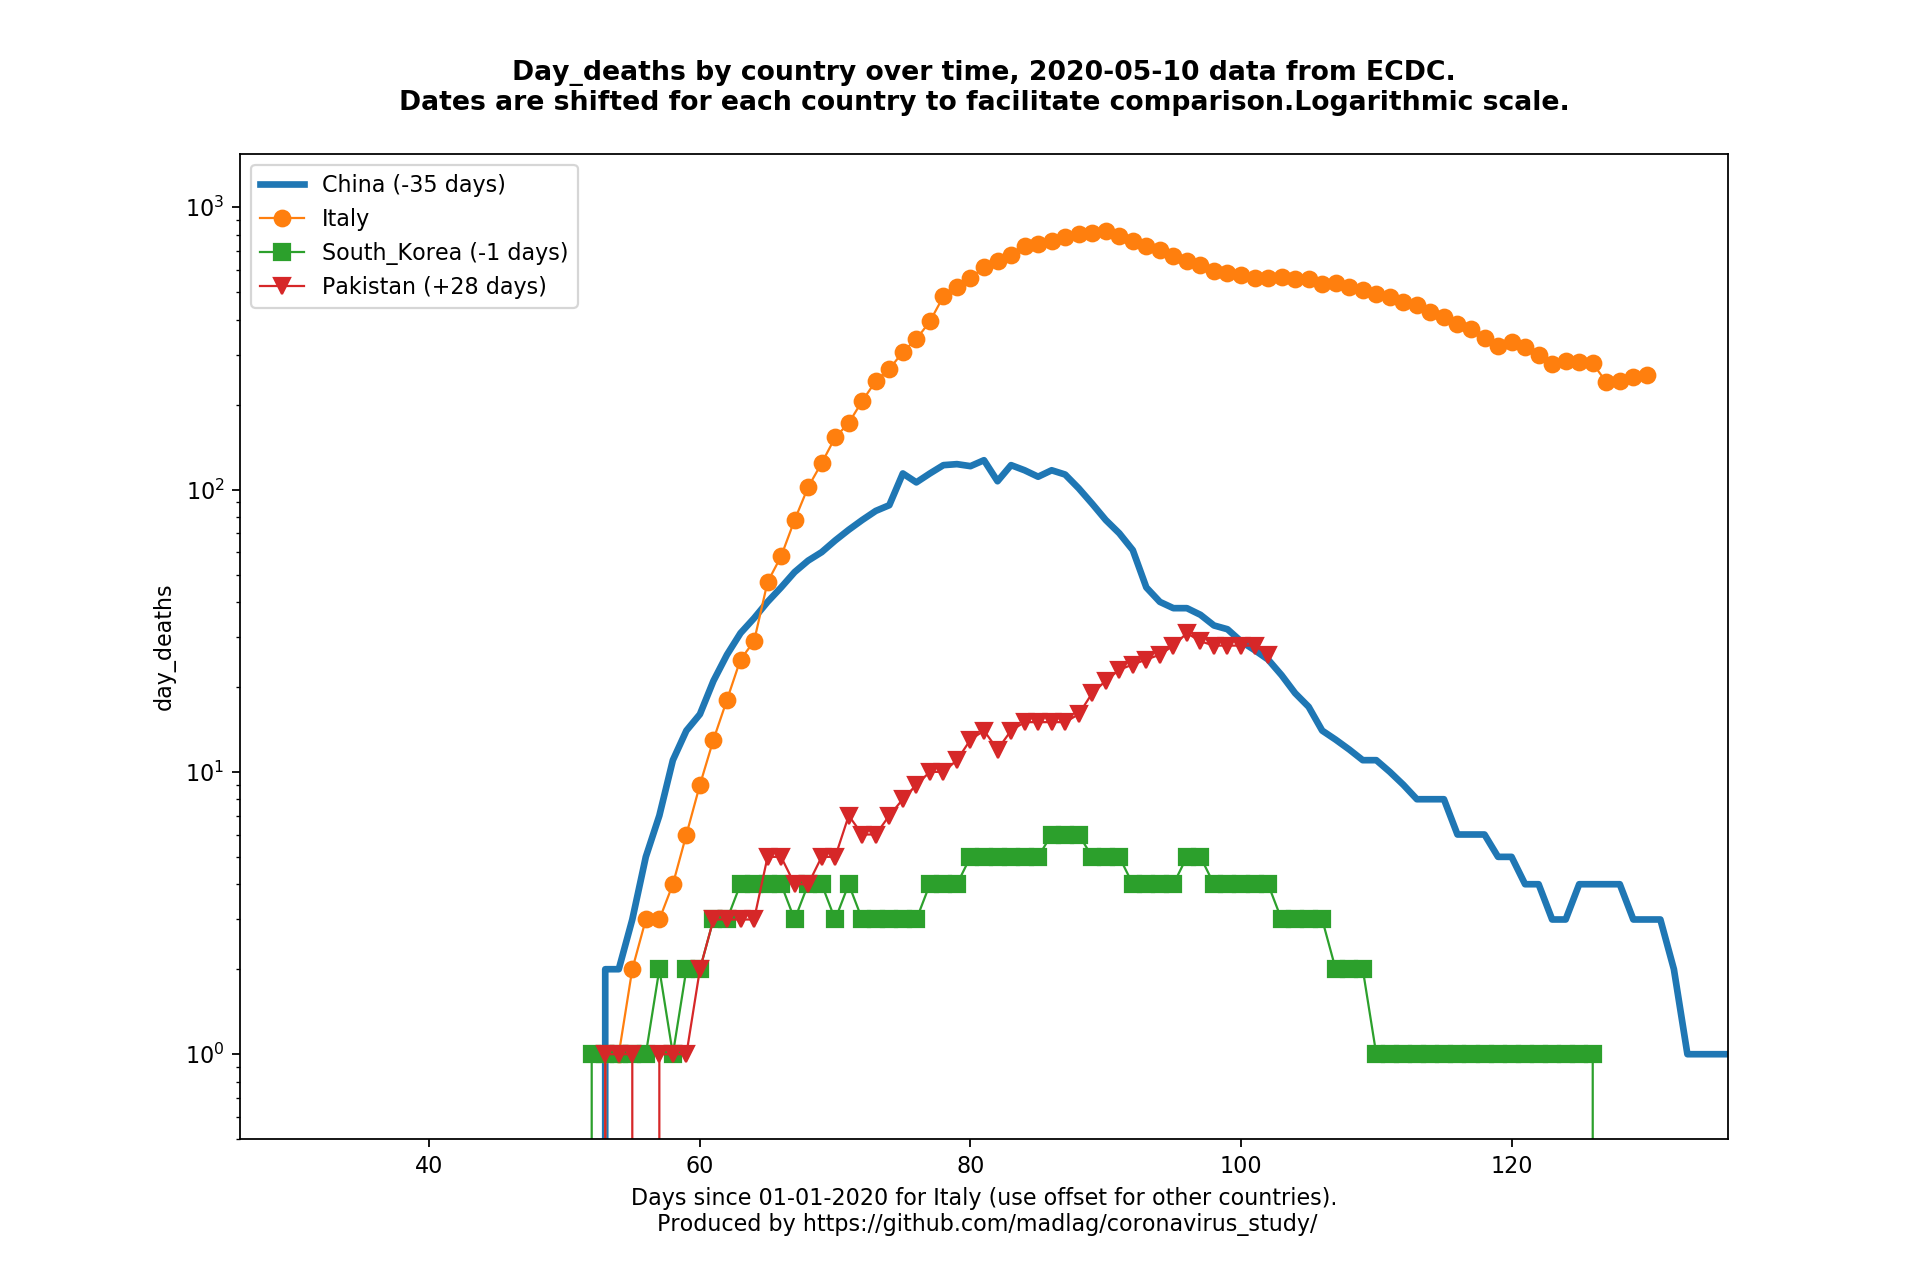 Day_deaths by country over time, 2020-05-10 data from ECDC.
Dates are shifted for each country to facilitate comparison.Logarithmic scale.
China (-35 days)
Italy
South_Korea (-1 days)
Pakistan (+28 days)
10³
10²
10¹
10⁰
day_deaths
40 60 80 100 120
Days since 01-01-2020 for Italy (use offset for other countries).
Produced by https://github.com/madlag/coronavirus_study/